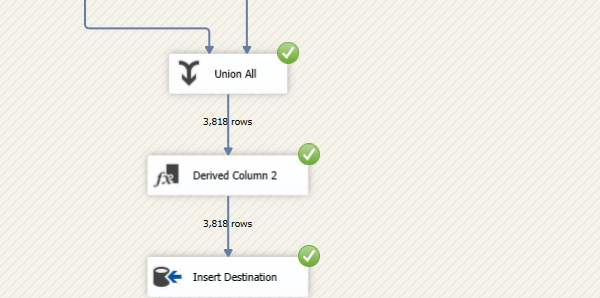 Union All
3,818 rows
Derived Column 2
3,818 rows
Insert Destination